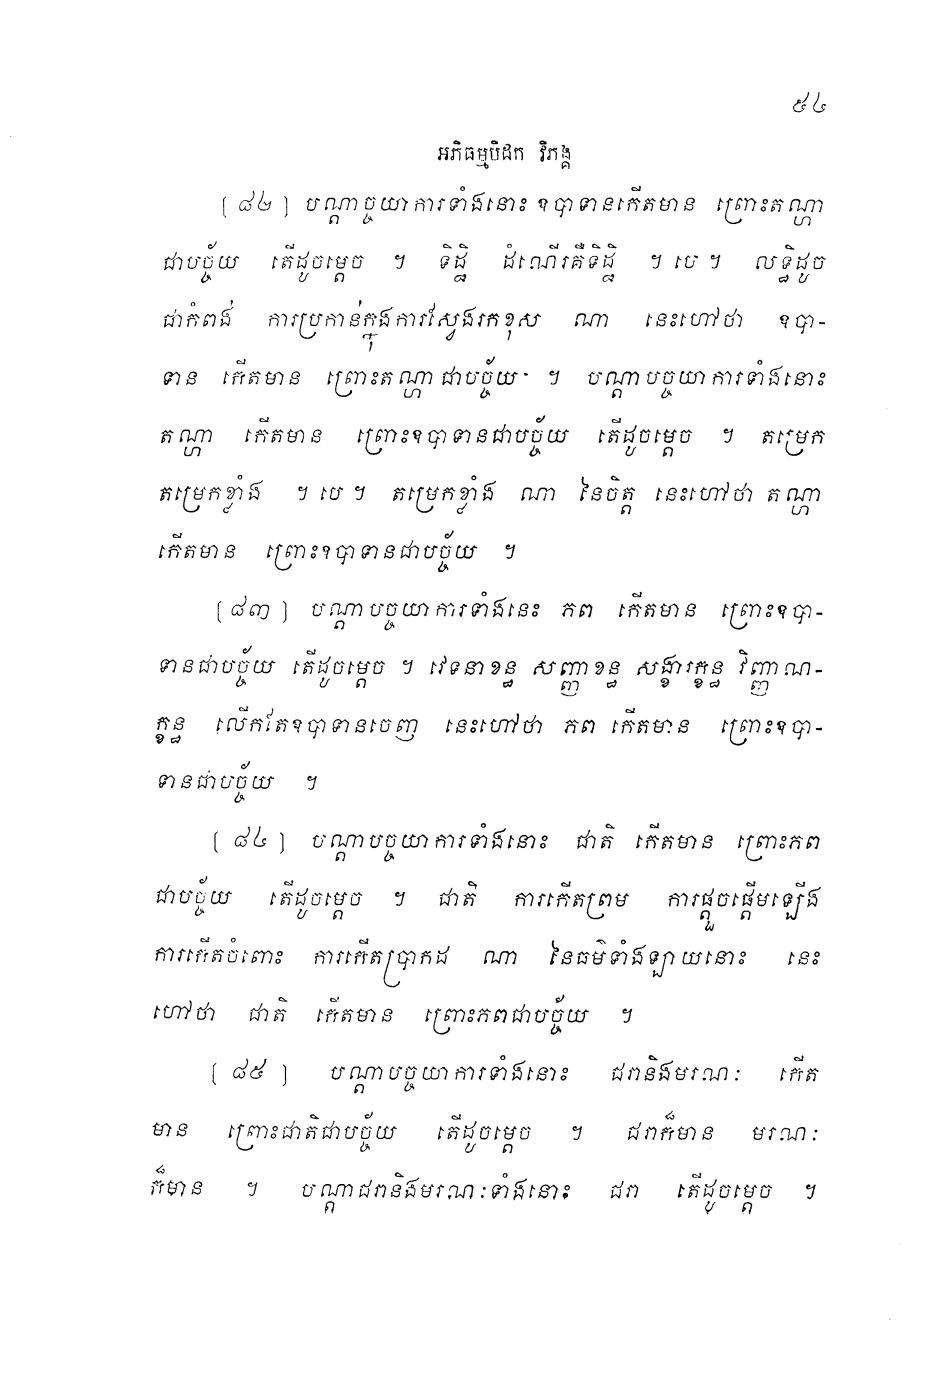 ៥៤
អភិធម្មបិដក វិភង្គ
[៨២] បណ្ដាច្ចយាការទាំងនោះ ឧបាទានកើតមាន ព្រោះតណ្ហា
ជាបច្ច័យ តើដូចម្ដេច ។ ទិដ្ឋិ ដំណើរគឺទិដ្ឋិ ។ បេ ។ លទ្ធិដូច
ជាកំពង់ ការប្រកាន់ក្នុងការស្វែងរកខុស ណា នេះហៅថា ឧបា-
ទាន កើតមាន ព្រោះតណ្ហាជាបច្ច័យ ។ បណ្ដាបច្ចយាការទាំងនោះ
តណ្ហា កើតមាន ព្រោះឧបាទានជាបច្ច័យ តើដូចម្ដេច ។ តម្រេក
តម្រេកខ្លាំង ។ បេ ។ តម្រេកខ្លាំង ណា នៃចិត្ត នេះហៅថា តណ្ហា
កើតមាន ព្រោះឧបាទានជាបច្ច័យ ។
[៨៣] បណ្ដាបច្ចយាការទាំងនេះ ភព កើតមាន ព្រោះឧបា-
ទានជាបច្ច័យ តើដូចម្ដេច ។ វេទនាខន្ធ សញ្ញាខន្ធ សង្ខារក្ខន្ធ វិញ្ញាណ-
ក្ខន្ធ លើកតែឧបាទានចេញ នេះហៅថា ភព កើតមាន ព្រោះឧបា-
ទានជាបច្ច័យ ។
[៨៤] បណ្ដាបច្ចយាការទាំងនោះ ជាតិ កើតមាន ព្រោះភព
ជាបច្ច័យ តើដូចម្ដេច ។ ជាតិ ការកើតព្រម ការផ្ដួចផ្ដើមឡើង
ការកើតចំពោះ ការកើតប្រាកដ ណា នៃធម៌ទាំងឡាយនោះ នេះ
ហៅថា ជាតិ កើតមាន ព្រោះភពជាបច្ច័យ ។
[៨៥] បណ្ដាបច្ចយាការទាំងនោះ ជរានិងមរណៈ កើត
មាន ព្រោះជាតិជាបច្ច័យ តើដូចម្ដេច ។ ជរាក៏មាន មរណៈ
ក៏មាន ។ បណ្ដាជរានិងមរណៈទាំងនោះ ជរា តើដូចម្ដេច ។